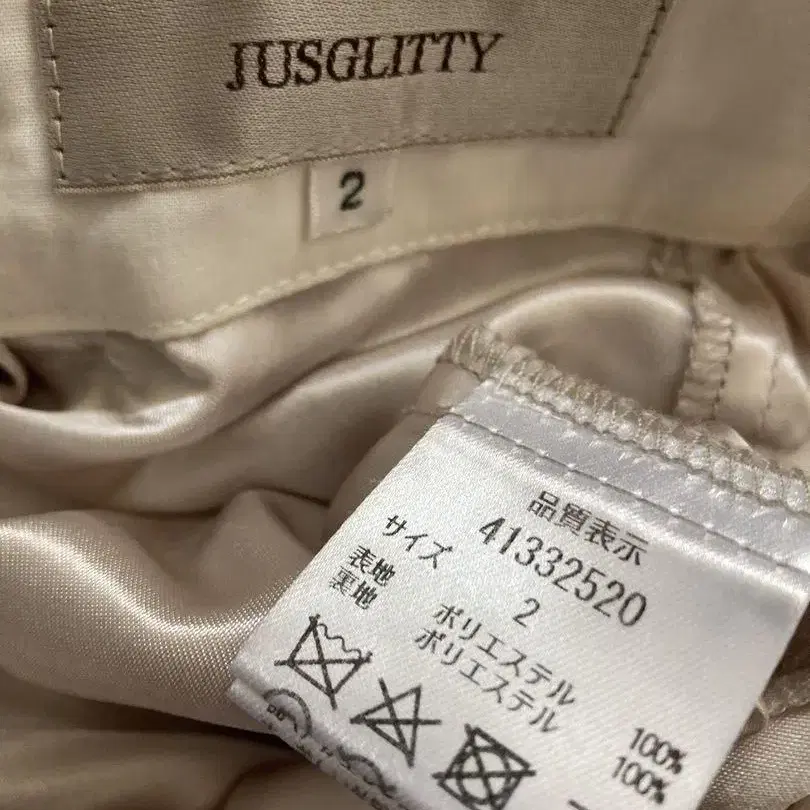 JUSGLITTY
2
品質表示
41332520
サイズ 2
表地 ポリエステル 100%
裏地 ポリエステル 100%